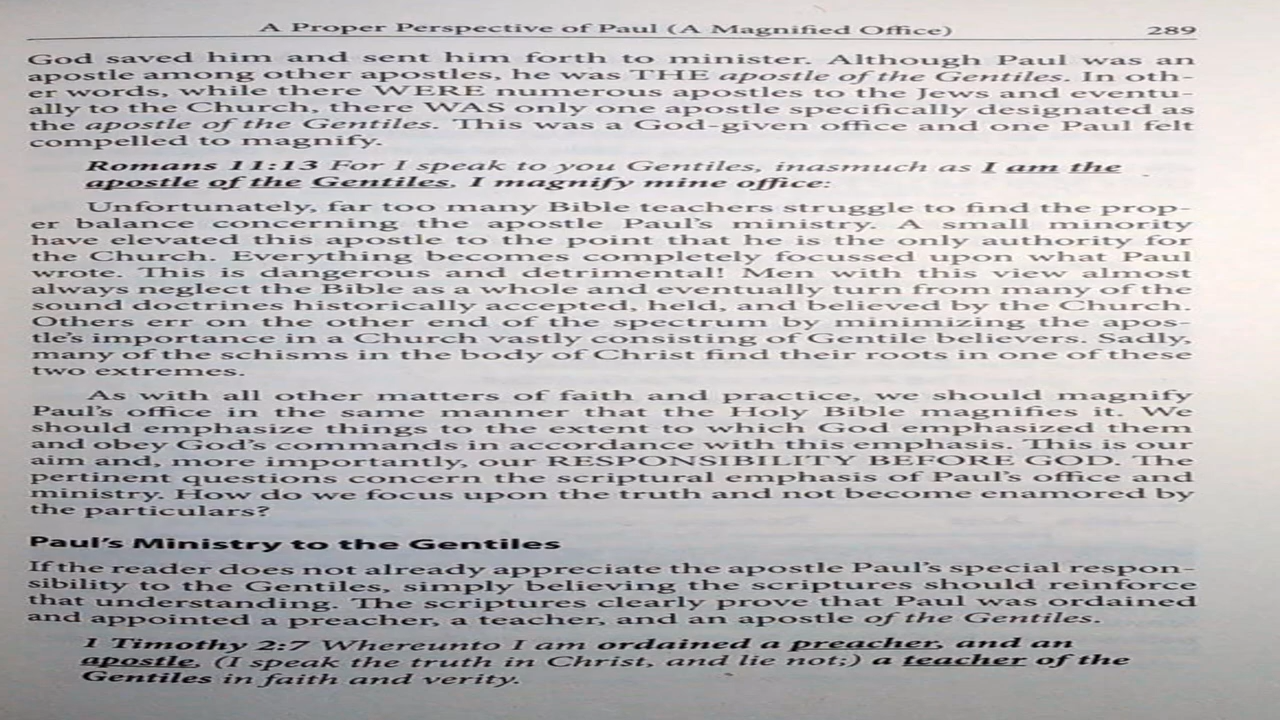 A Proper Perspective of Paul (A Magnified Office) 289
God saved him and sent him forth to minister. Although Paul was an
apostle among other apostles, he was THE apostle of the Gentiles. In oth-
er words, while there WERE numerous apostles to the Jews and eventu-
ally to the Church, there WAS only one apostle specifically designated as
the apostle of the Gentiles. This was a God-given office and one Paul felt
compelled to magnify.
Romans 11:13 For I speak to you Gentiles, inasmuch as I am the
apostle of the Gentiles, I magnify mine office:
Unfortunately, far too many Bible teachers struggle to find the prop-
er balance concerning the apostle Paul's ministry. A small minority
have elevated this apostle to the point that he is the only authority for
the Church. Everything becomes completely focussed upon what Paul
wrote. This is dangerous and detrimental! Men with this view almost
always neglect the Bible as a whole and eventually turn from many of the
sound doctrines historically accepted, held, and believed by the Church.
Others err on the other end of the spectrum by minimizing the apos-
tle's importance in a Church vastly consisting of Gentile believers. Sadly,
many of the schisms in the body of Christ find their roots in one of these
two extremes.
As with all other matters of faith and practice, we should magnify
Paul's office in the same manner that the Holy Bible magnifies it. We
should emphasize things to the extent to which God emphasized them
and obey God's commands in accordance with this emphasis. This is our
aim and, more importantly, our RESPONSIBILITY BEFORE GOD. The
pertinent questions concern the scriptural emphasis of Paul's office and
ministry. How do we focus upon the truth and not become enamored by
the particulars?
Paul's Ministry to the Gentiles
If the reader does not already appreciate the apostle Paul's special respon-
sibility to the Gentiles, simply believing the scriptures should reinforce
that understanding. The scriptures clearly prove that Paul was ordained
and appointed a preacher, a teacher, and an apostle of the Gentiles.
1 Timothy 2:7 Whereunto I am ordained a preacher, and an
apostle, (I speak the truth in Christ, and lie not;) a teacher of the
Gentiles in faith and verity.